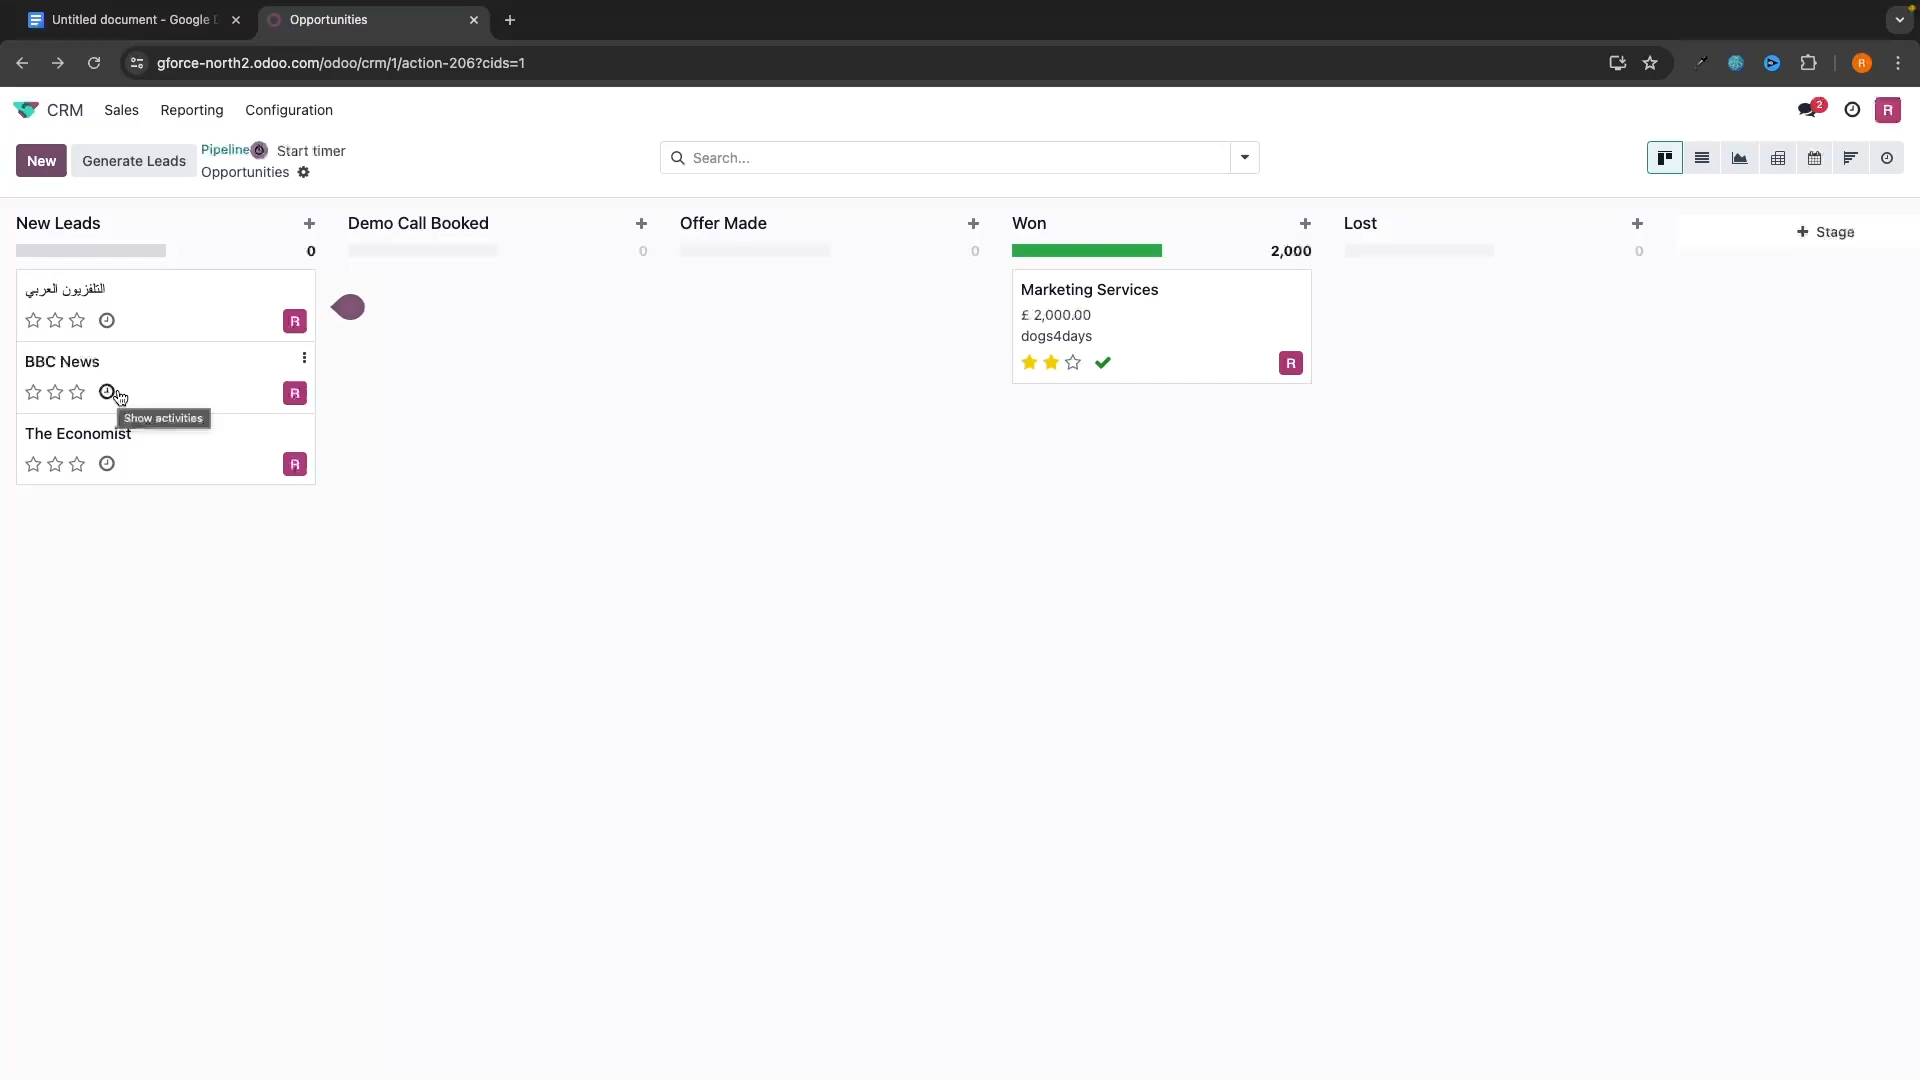 Untitled document - Google D
Opportunities
gforce-north2.odoo.com/odoo/crm/1/action-206?cids=1
R
CRM
Sales
Reporting
Configuration
2
R
New
Generate Leads
Pipeline
Start timer
Opportunities
Search...
New Leads
0
Demo Call Booked
0
Offer Made
0
Won
2,000
Lost
0
Stage
التلفزيون العربي
R
BBC News
R
Show activities
The Economist
R
Marketing Services
£ 2,000.00
dogs4days
R